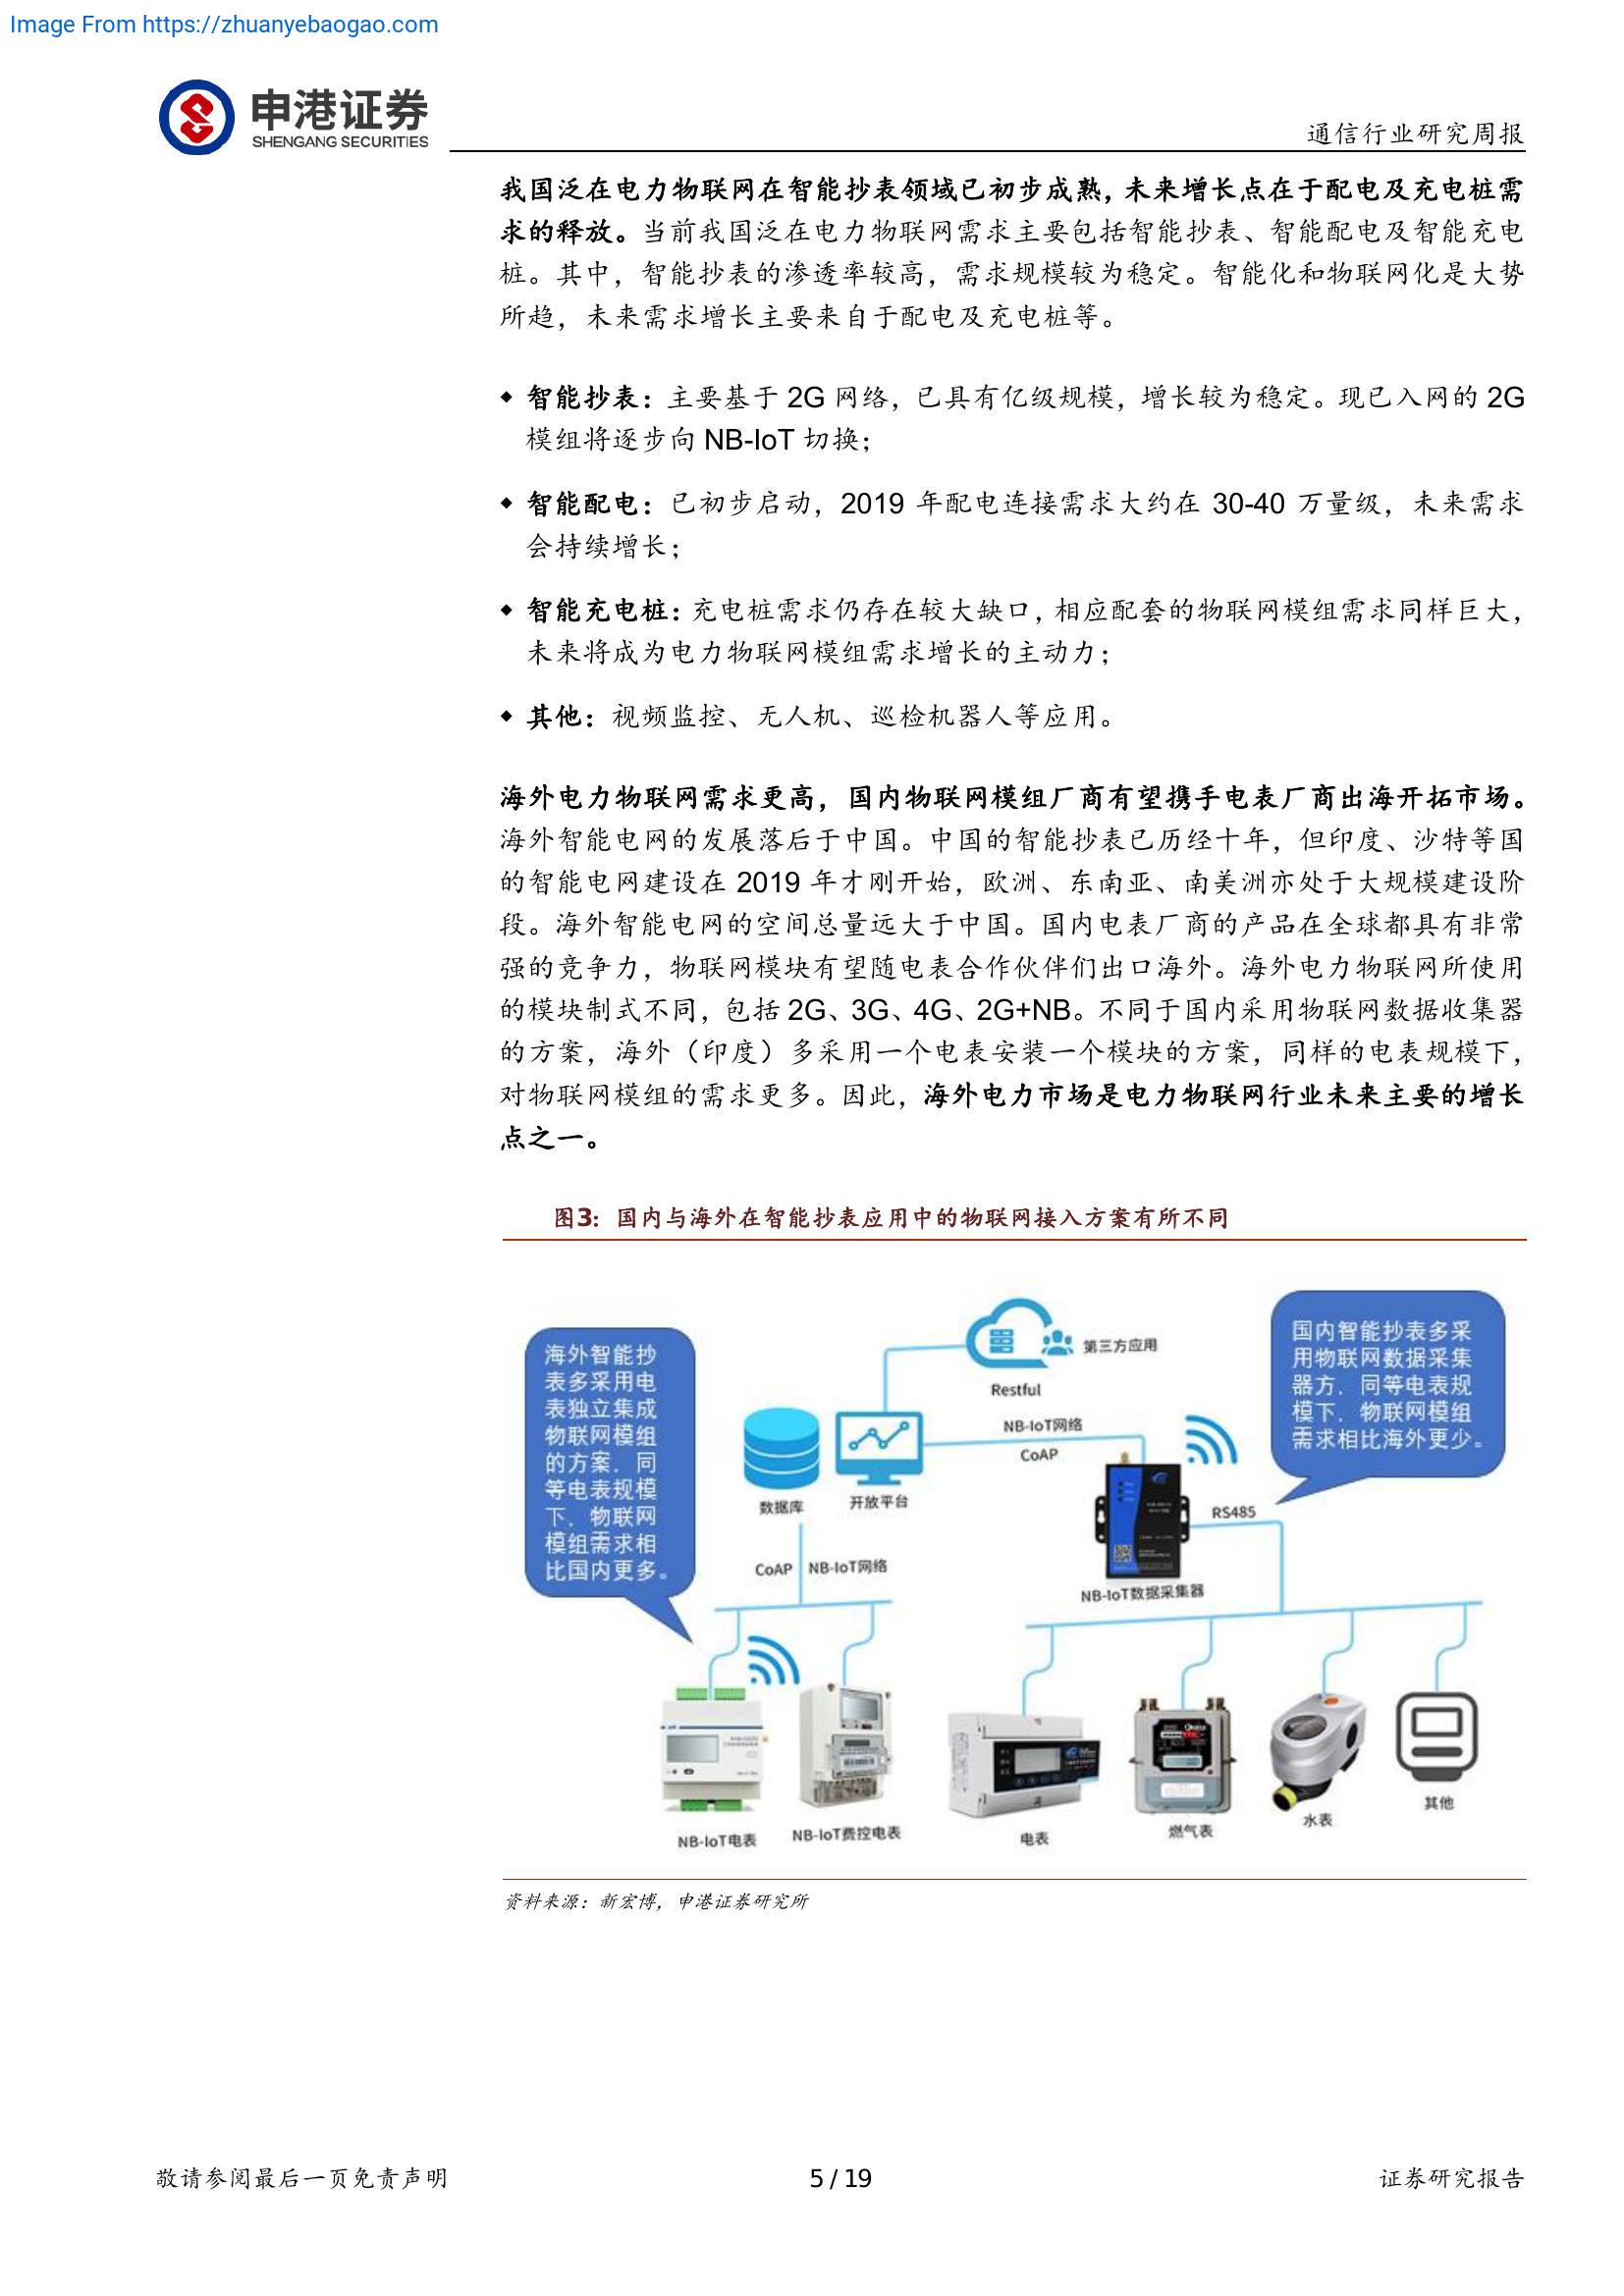 Image From https://zhuanyebaogao.com
申港证券
SHENGANG SECURITIES
通信行业研究周报
我国泛在电力物联网在智能抄表领域已初步成熟，未来增长点在于配电及充电桩需
求的释放。当前我国泛在电力物联网需求主要包括智能抄表、智能配电及智能充电
桩。其中，智能抄表的渗透率较高，需求规模较为稳定。智能化和物联网化是大势
所趋，未来需求增长主要来自于配电及充电桩等。
◆ 智能抄表：主要基于 2G 网络，已具有亿级规模，增长较为稳定。现已入网的 2G
模组将逐步向 NB-IoT 切换；
◆ 智能配电：已初步启动，2019 年配电连接需求大约在 30-40 万量级，未来需求
会持续增长；
◆ 智能充电桩：充电桩需求仍存在较大缺口，相应配套的物联网模组需求同样巨大，
未来将成为电力物联网模组需求增长的主动力；
◆ 其他：视频监控、无人机、巡检机器人等应用。
海外电力物联网需求更高，国内物联网模组厂商有望携手电表厂商出海开拓市场。
海外智能电网的发展落后于中国。中国的智能抄表已历经十年，但印度、沙特等国
的智能电网建设在 2019 年才刚开始，欧洲、东南亚、南美洲亦处于大规模建设阶
段。海外智能电网的空间总量远大于中国。国内电表厂商的产品在全球都具有非常
强的竞争力，物联网模块有望随电表合作伙伴们出口海外。海外电力物联网所使用
的模块制式不同，包括 2G、3G、4G、2G+NB。不同于国内采用物联网数据收集器
的方案，海外（印度）多采用一个电表安装一个模块的方案，同样的电表规模下，
对物联网模组的需求更多。因此，海外电力市场是电力物联网行业未来主要的增长
点之一。
图3：国内与海外在智能抄表应用中的物联网接入方案有所不同
海外智能抄
表多采用电
表独立集成
物联网模组
的方案．同
等电表规模
下．物联网
模组需求相
比国内更多。
第三方应用
Restful
NB-IoT网络
CoAP
数据库
开放平台
CoAP
NB-IoT网络
国内智能抄表多采
用物联网数据采集
器方．同等电表规
模下．物联网模组
需求相比海外更少。
RS485
NB-IoT数据采集器
NB-IoT电表
NB-IoT费控电表
电表
燃气表
水表
其他
资料来源：新宏博，申港证券研究所
敬请参阅最后一页免责声明
5 / 19
证券研究报告